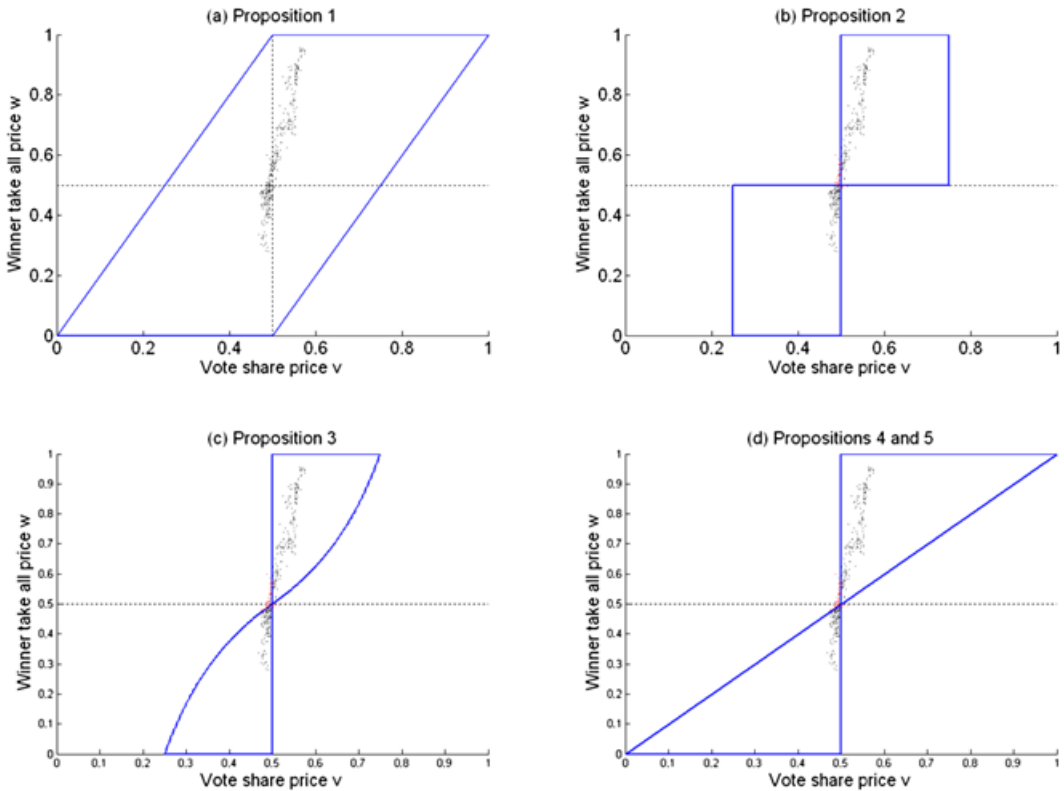 (a) Proposition 1
Winner take all price w
1
0.8
0.6
0.4
0.2
0
0 0.2 0.4 0.6 0.8 1
Vote share price v
(b) Proposition 2
Winner take all price w
1
0.8
0.6
0.4
0.2
0
0.2 0.4 0.6 0.8 1
Vote share price v
(c) Proposition 3
Winner take all price w
1
0.9
0.8
0.7
0.6
0.5
0.4
0.3
0.2
0.1
0
0 0.1 0.2 0.3 0.4 0.5 0.6 0.7 0.8 0.9 1
Vote share price v
(d) Propositions 4 and 5
Winner take all price w
1
0.9
0.8
0.7
0.6
0.5
0.4
0.3
0.2
0.1
0
0 0.1 0.2 0.3 0.4 0.5 0.6 0.7 0.8 0.9 1
Vote share price v